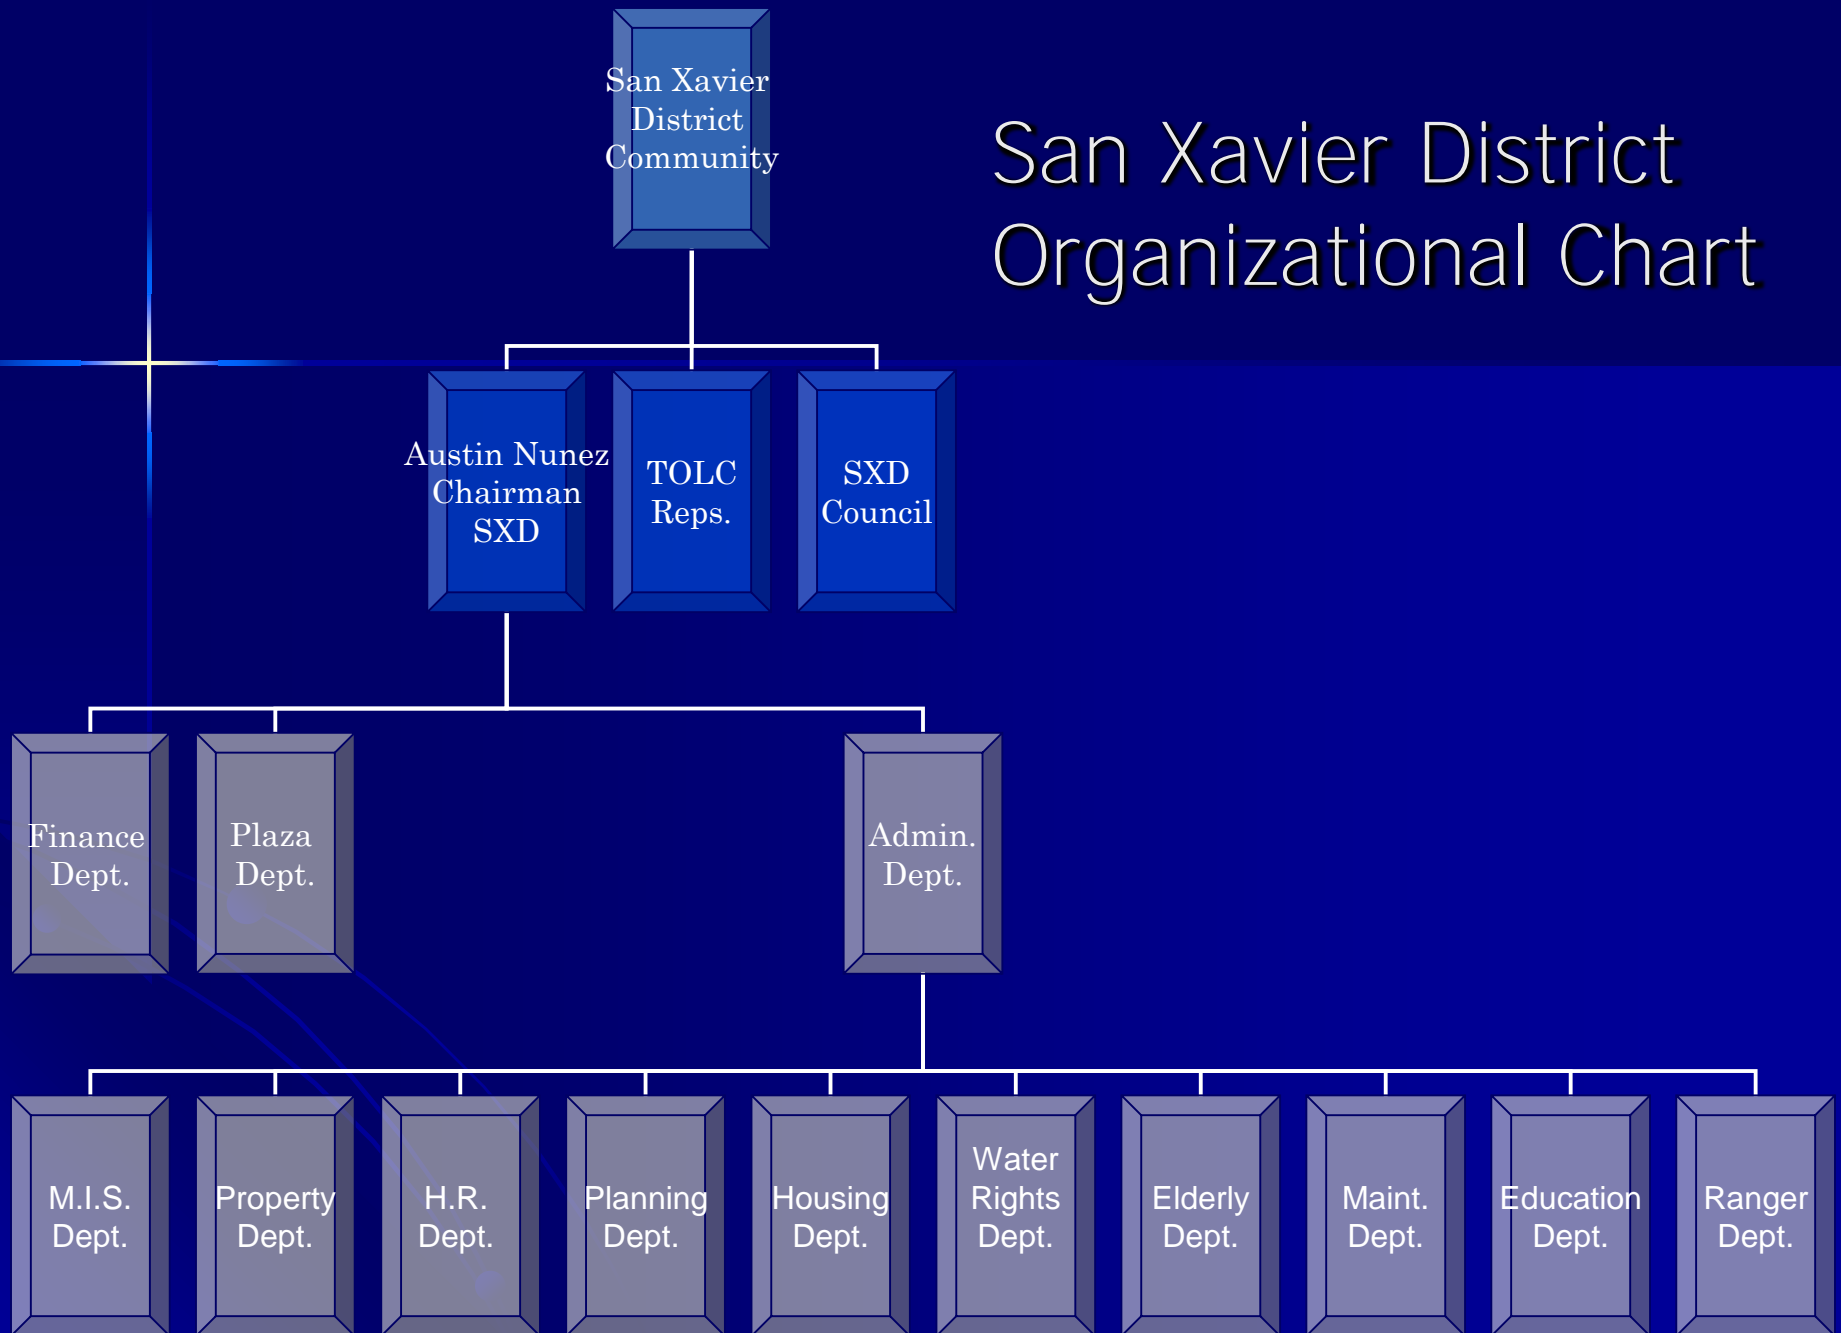 San Xavier
District
Community
San Xavier District
Organizational Chart
Austin Nunez
Chairman
SXD
TOLC
Reps.
SXD
Council
Finance
Dept.
Plaza
Dept.
Admin.
Dept.
M.I.S.
Dept.
Property
Dept.
H.R.
Dept.
Planning
Dept.
Housing
Dept.
Water
Rights
Dept.
Elderly
Dept.
Maint.
Dept.
Education
Dept.
Ranger
Dept.